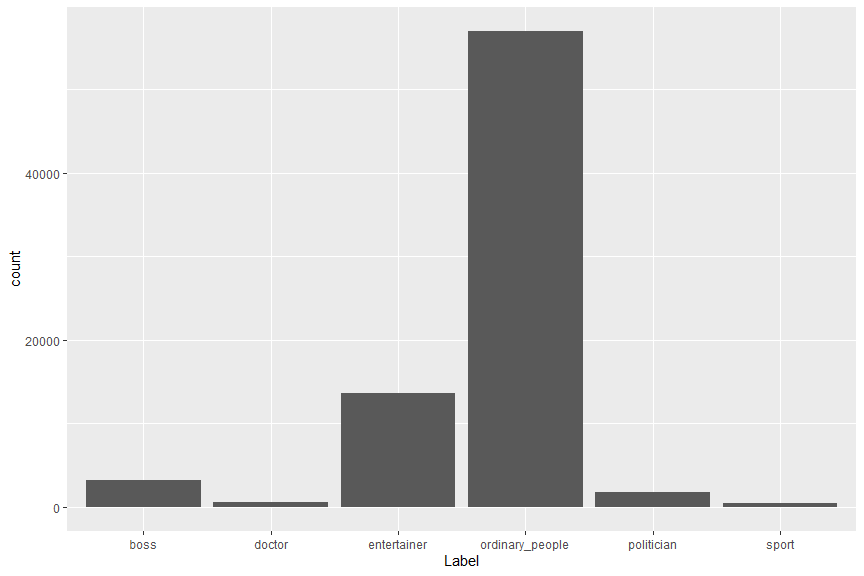 count
40000
20000
0
boss doctor entertainer ordinary_people politician sport
Label